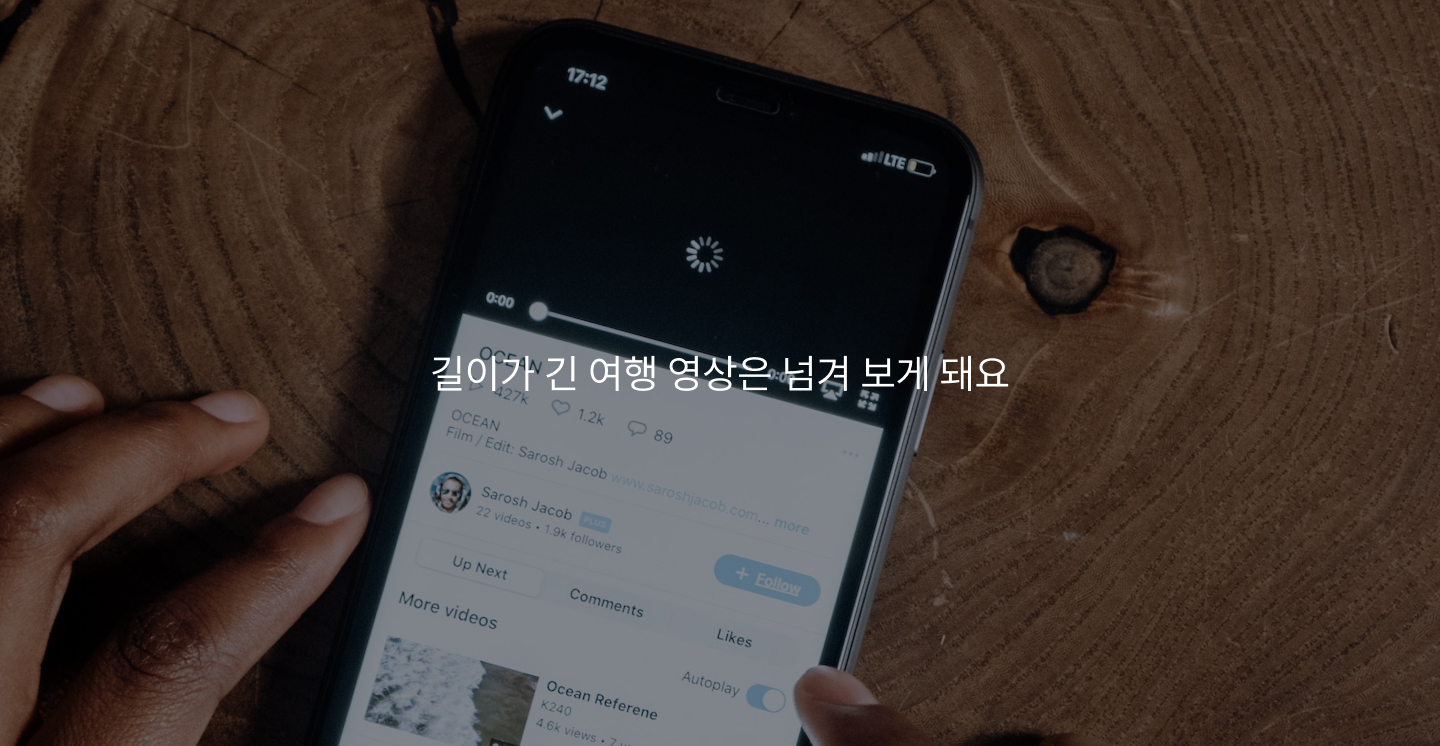 17:12
LTE
0:00
길이가 긴 여행 영상은 넘겨 보게 돼요
OCEAN
427k 1.2k 89
OCEAN
Film / Edit: Sarosh Jacob www.saroshjacob.com... more
Sarosh Jacob PLUS
22 videos • 1.9k followers
+ Follow
Up Next Comments Likes
More videos
Autoplay
Ocean Referene
K240
4.6k views • 7